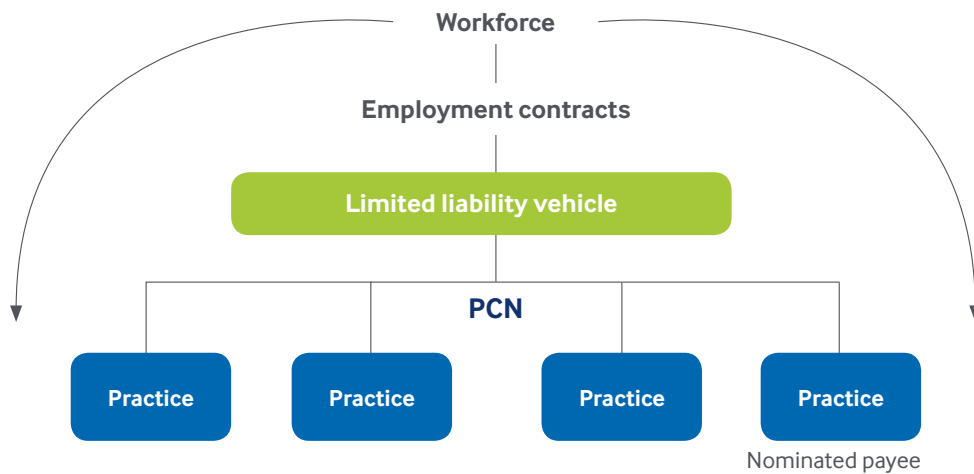 Workforce
Employment contracts
Limited liability vehicle
PCN
Practice
Practice
Practice
Practice
Nominated payee